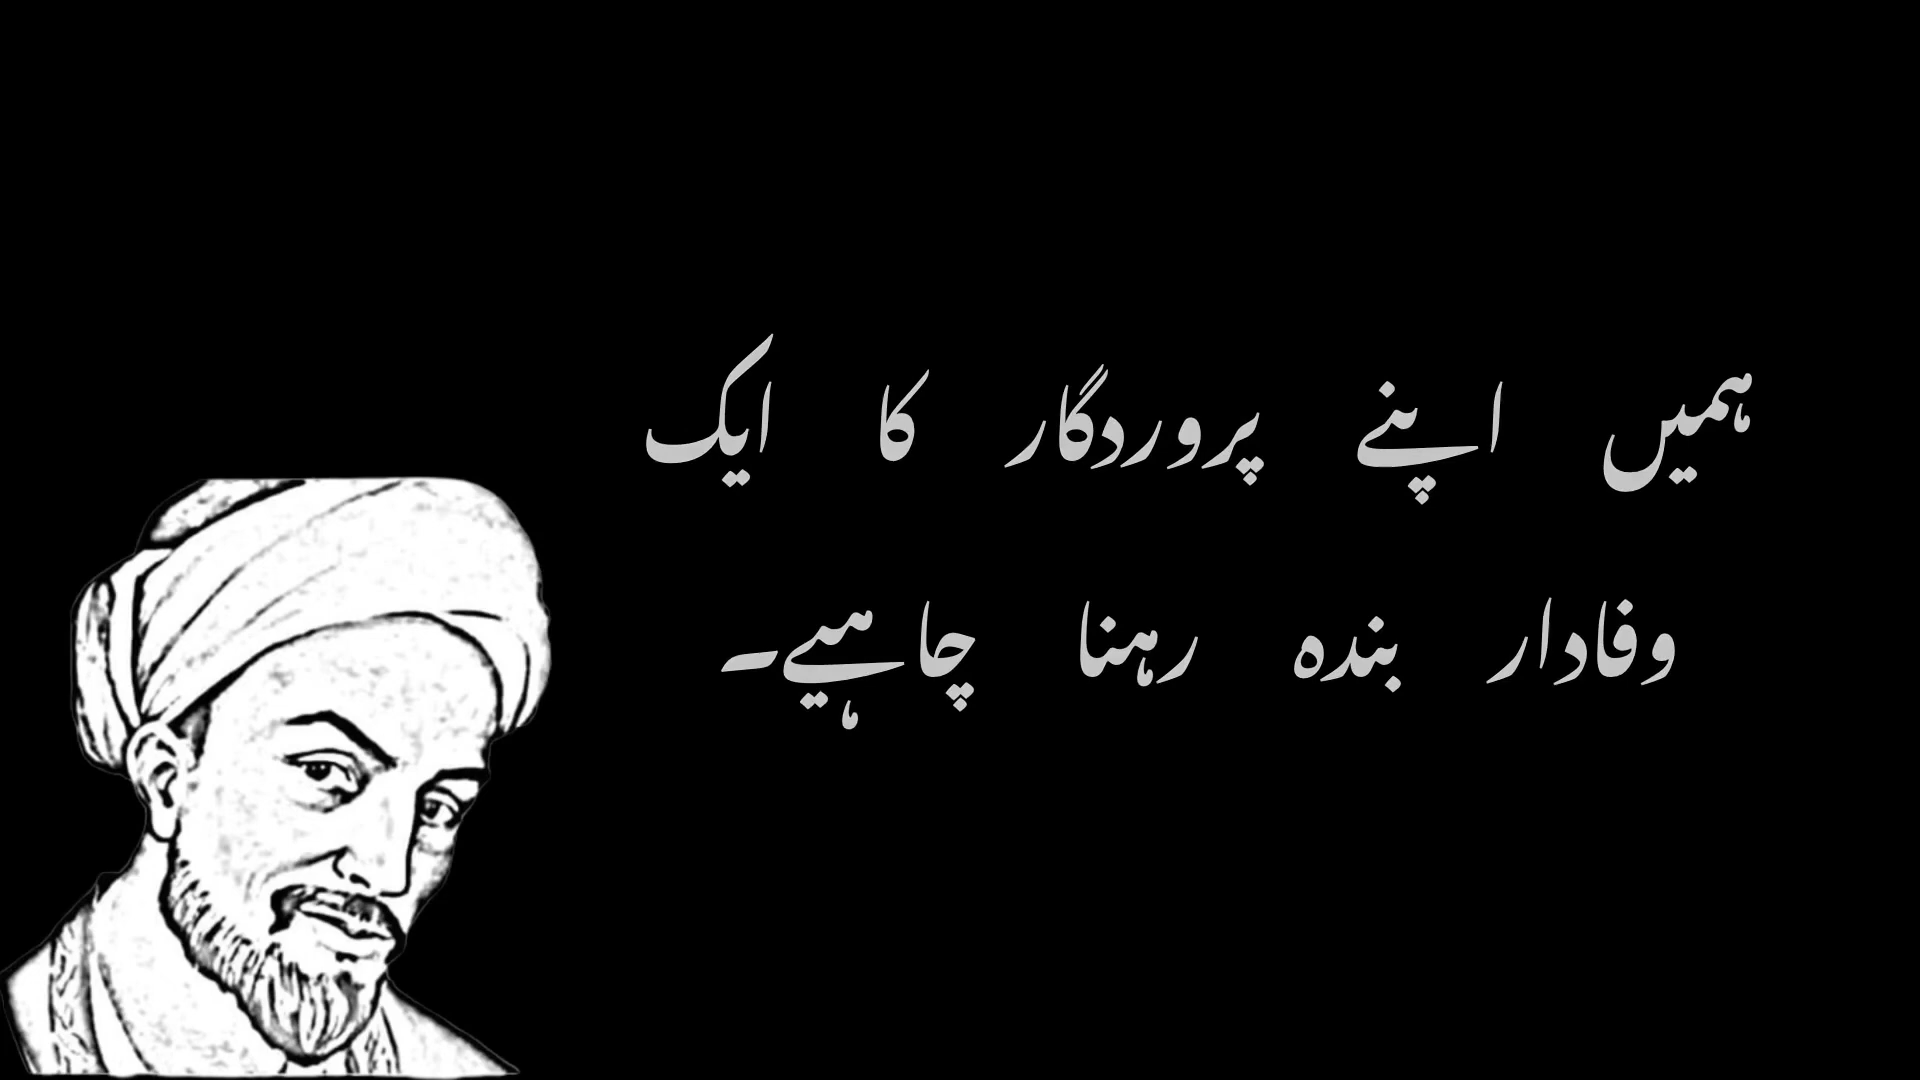 ہمیں اپنے پروردگار کا ایک
وفادار بندہ رہنا چاہیے۔